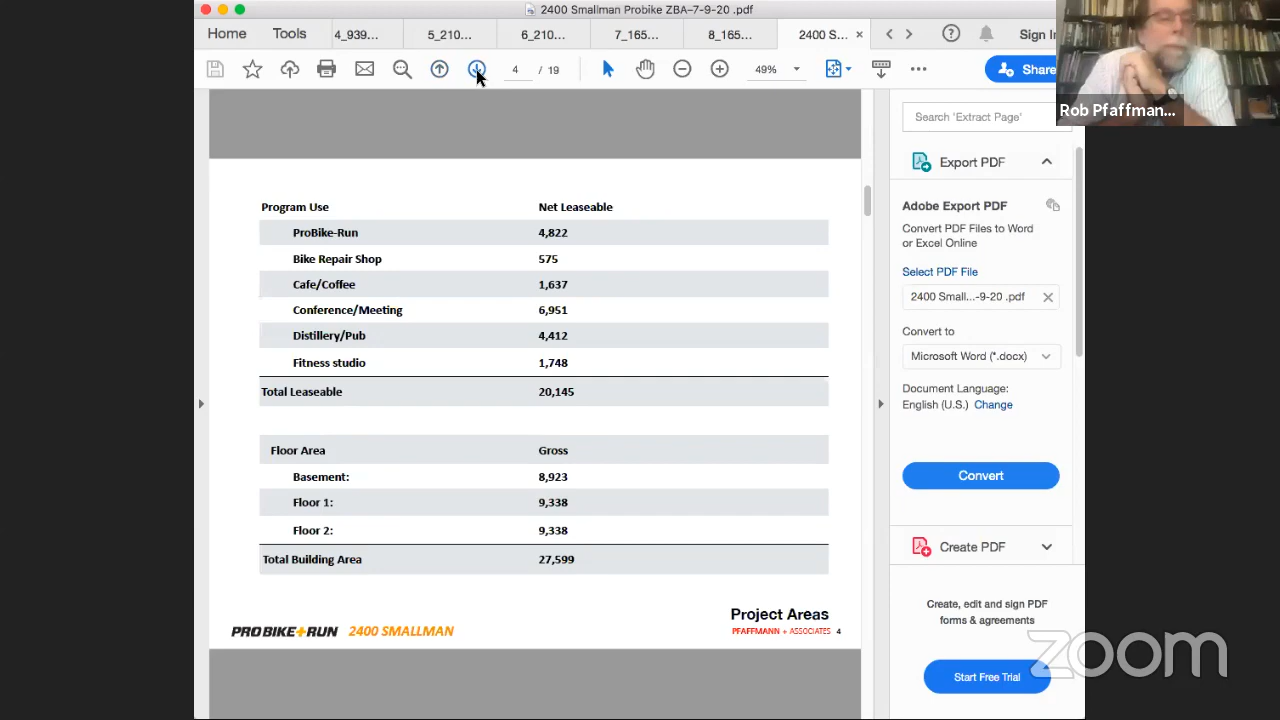 2400 Smallman Probike ZBA–7-9-20 .pdf
Home Tools 4_939... 5_210... 6_210... 7_165... 8_165... 2400 S... × Sign In
4 / 19 49% Share
Rob Pfaffman...
Search 'Extract Page'
Export PDF
Adobe Export PDF
Convert PDF Files to Word
or Excel Online
Select PDF File
2400 Small...-9-20 .pdf
Convert to
Microsoft Word (*.docx)
Document Language:
English (U.S.) Change
Convert
Create PDF
Create, edit and sign PDF
forms & agreements
Start Free Trial
Program Use Net Leaseable
ProBike-Run 4,822
Bike Repair Shop 575
Cafe/Coffee 1,637
Conference/Meeting 6,951
Distillery/Pub 4,412
Fitness studio 1,748
Total Leaseable 20,145
Floor Area Gross
Basement: 8,923
Floor 1: 9,338
Floor 2: 9,338
Total Building Area 27,599
Project Areas
PRO BIKE+RUN 2400 SMALLMAN PFAFFMANN + ASSOCIATES 4
zoom